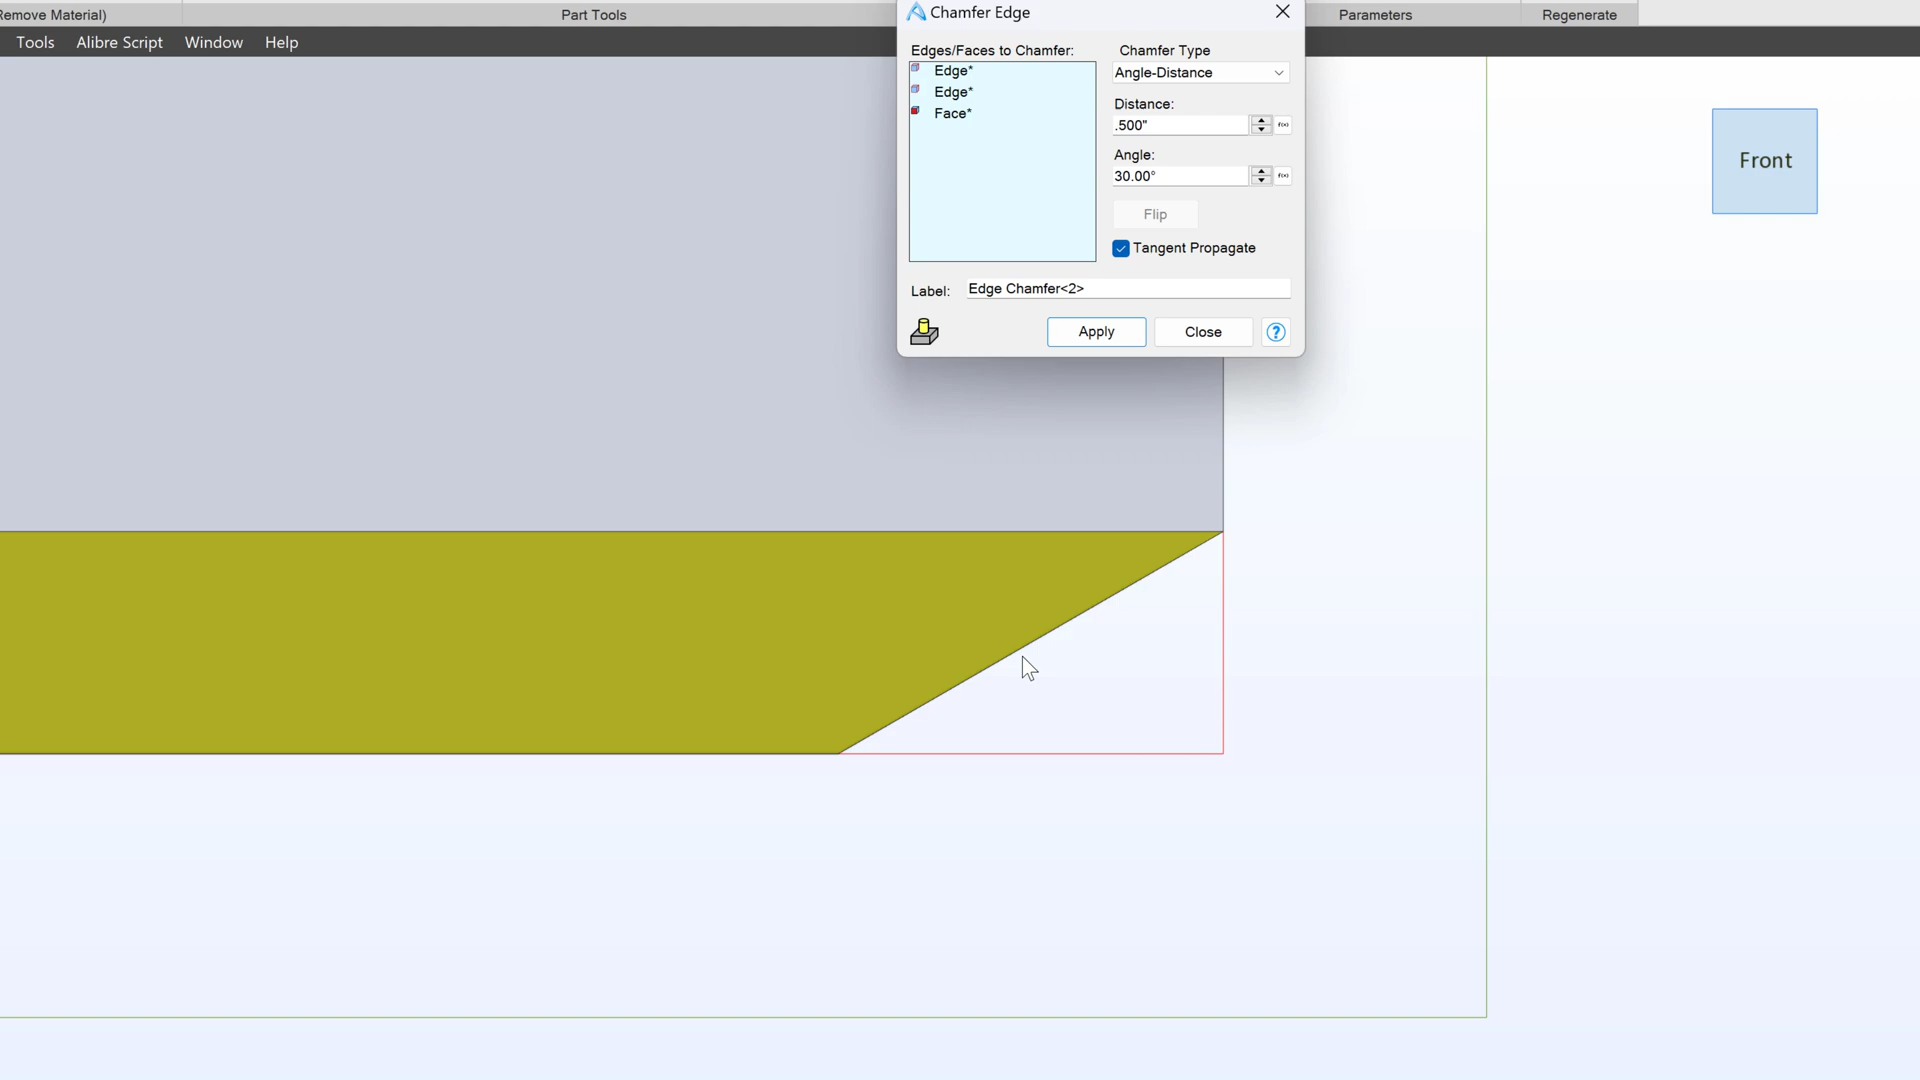 Remove Material)
Part Tools
Parameters
Regenerate
Tools
Alibre Script
Window
Help
Chamfer Edge
Edges/Faces to Chamfer:
Edge*
Edge*
Face*
Chamfer Type
Angle-Distance
Distance:
.500"
f(x)
Angle:
30.00°
f(x)
Flip
Tangent Propagate
Label:
Edge Chamfer<2>
Apply
Close
?
Front